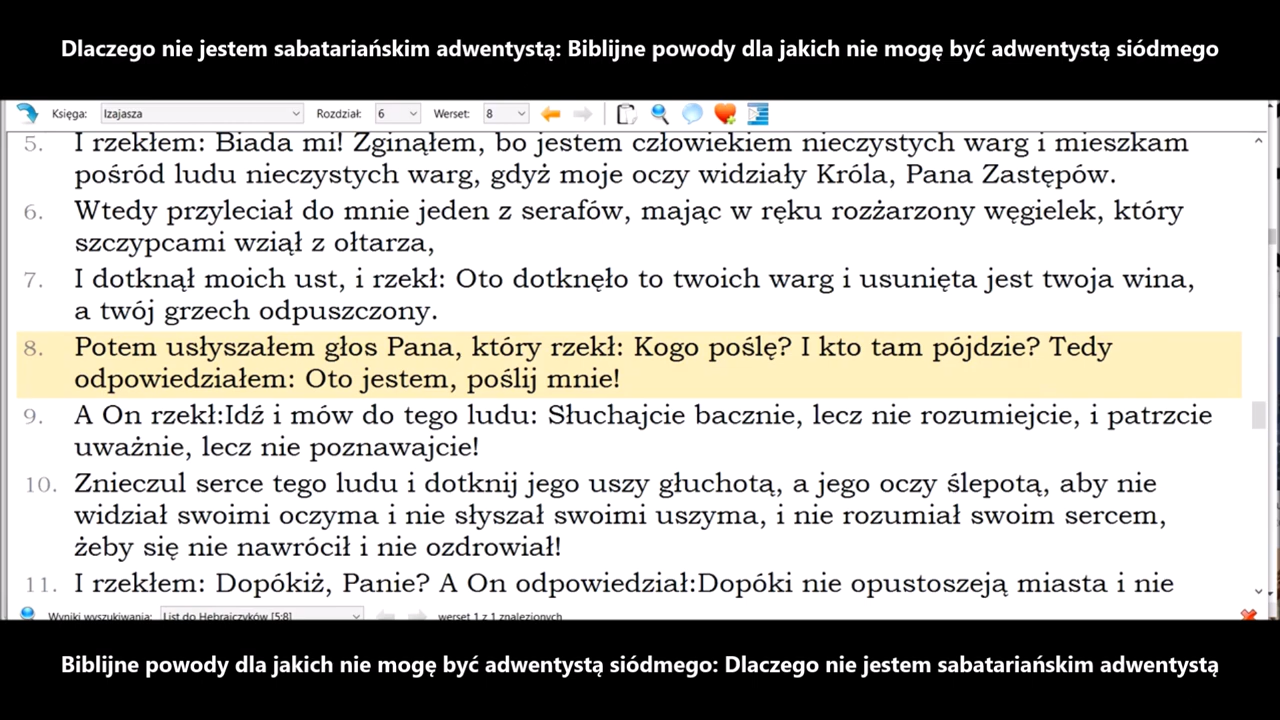 Dlaczego nie jestem sabatariańskim adwentystą: Biblijne powody dla jakich nie mogę być adwentystą siódmego
Księga: Izajasza Rozdział: 6 Werset: 8
5. I rzekłem: Biada mi! Zginąłem, bo jestem człowiekiem nieczystych warg i mieszkam
pośród ludu nieczystych warg, gdyż moje oczy widziały Króla, Pana Zastępów.
6. Wtedy przyleciał do mnie jeden z serafów, mając w ręku rozżarzony węgielek, który
szczypcami wziął z ołtarza,
7. I dotknął moich ust, i rzekł: Oto dotknęło to twoich warg i usunięta jest twoja wina,
a twój grzech odpuszczony.
8. Potem usłyszałem głos Pana, który rzekł: Kogo poślę? I kto tam pójdzie? Tedy
odpowiedziałem: Oto jestem, poślij mnie!
9. A On rzekł:Idź i mów do tego ludu: Słuchajcie bacznie, lecz nie rozumiejcie, i patrzcie
uważnie, lecz nie poznawajcie!
10. Znieczul serce tego ludu i dotknij jego uszy głuchotą, a jego oczy ślepotą, aby nie
widział swoimi oczyma i nie słyszał swoimi uszyma, i nie rozumiał swoim sercem,
żeby się nie nawrócił i nie ozdrowiał!
11. I rzekłem: Dopókiż, Panie? A On odpowiedział:Dopóki nie opustoszeją miasta i nie
Wyniki wyszukiwania: List do Hebrajczyków [5:8] werset 1 z 1 znalezionych
Biblijne powody dla jakich nie mogę być adwentystą siódmego: Dlaczego nie jestem sabatariańskim adwentystą